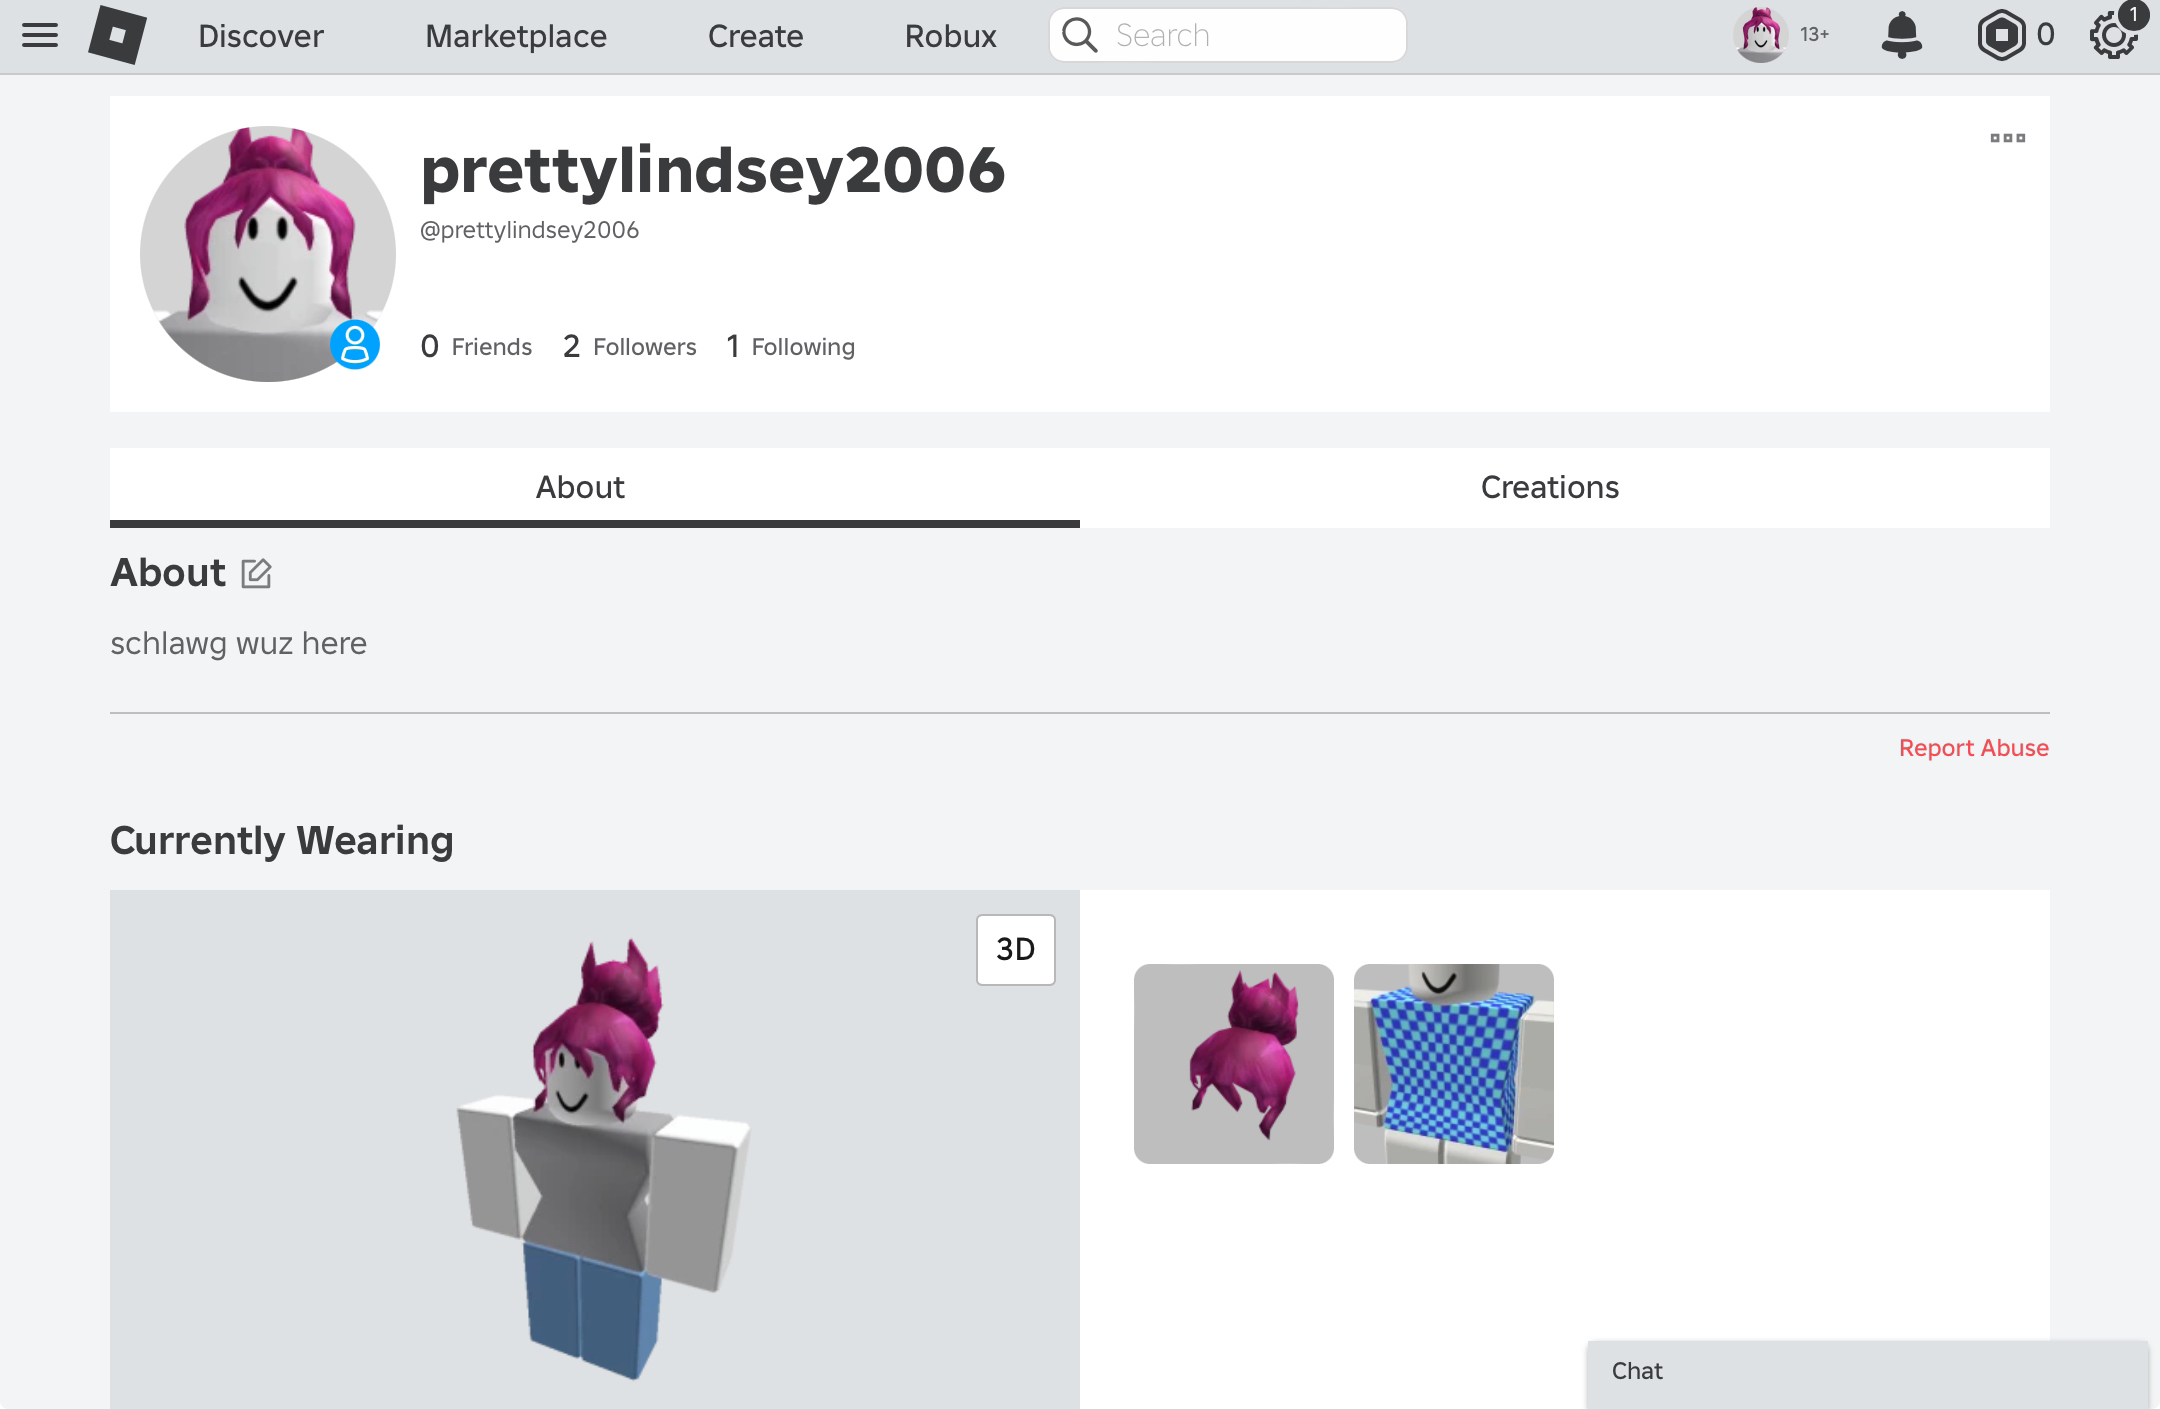 Discover Marketplace Create Robux Search 13+ 0 1
prettylindsey2006
@prettylindsey2006
0 Friends 2 Followers 1 Following
About Creations
About
schlawg wuz here
Report Abuse
Currently Wearing
3D
Chat